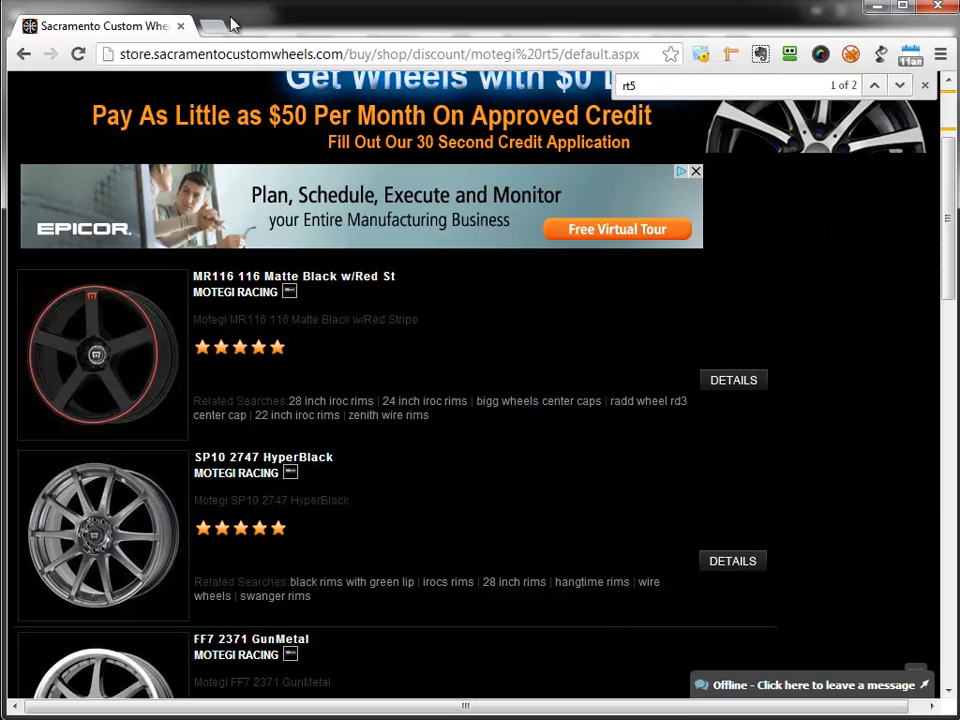 Sacramento Custom Whe
store.sacramentocustomwheels.com/buy/shop/discount/motegi%20rt5/default.aspx
11an
rt5
1 of 2
Get Wheels with $0
Pay As Little as $50 Per Month On Approved Credit
Fill Out Our 30 Second Credit Application
EPICOR.
Plan, Schedule, Execute and Monitor
your Entire Manufacturing Business
Free Virtual Tour
MR116 116 Matte Black w/Red St
MOTEGI RACING
Motegi MR116 116 Matte Black w/Red Stripe
DETAILS
Related Searches: 28 inch iroc rims | 24 inch iroc rims | bigg wheels center caps | radd wheel rd3
center cap | 22 inch iroc rims | zenith wire rims
SP10 2747 HyperBlack
MOTEGI RACING
Motegi SP10 2747 HyperBlack
DETAILS
Related Searches: black rims with green lip | irocs rims | 28 inch rims | hangtime rims | wire
wheels | swanger rims
FF7 2371 GunMetal
MOTEGI RACING
Motegi FF7 2371 GunMetal
Offline - Click here to leave a message